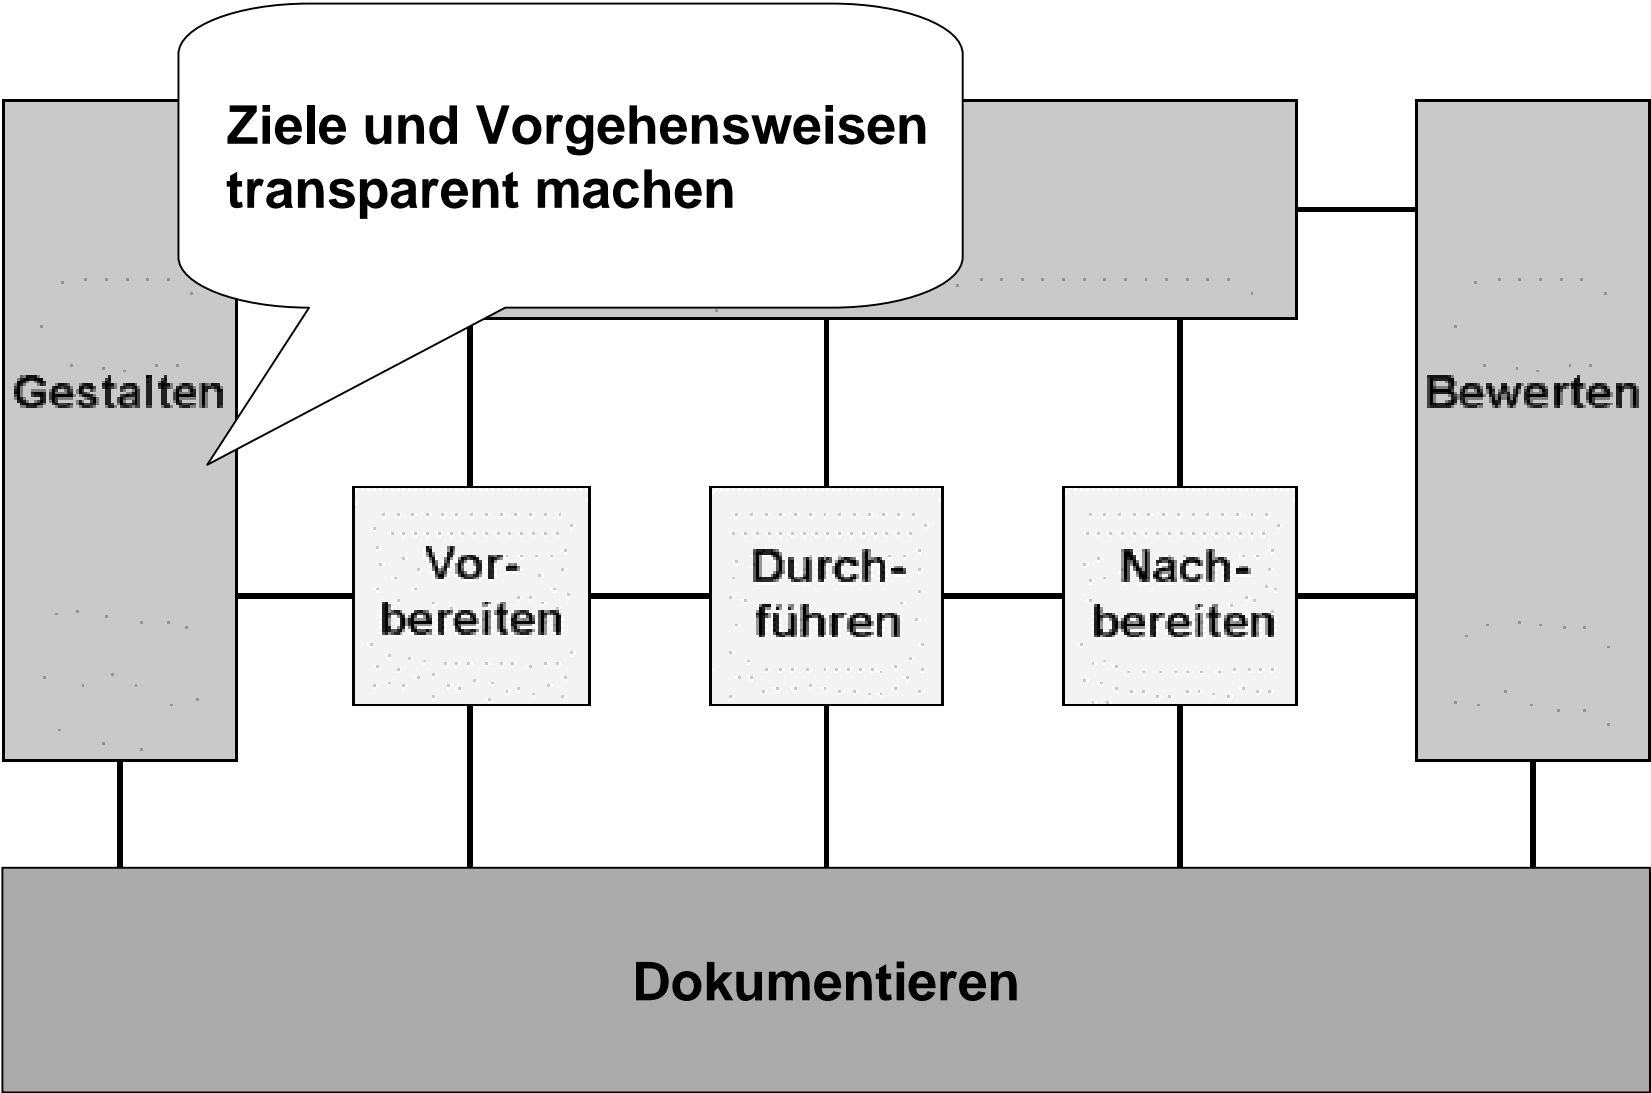 Ziele und Vorgehensweisen
transparent machen
Gestalten
Bewerten
Vor-
bereiten
Durch-
führen
Nach-
bereiten
Dokumentieren